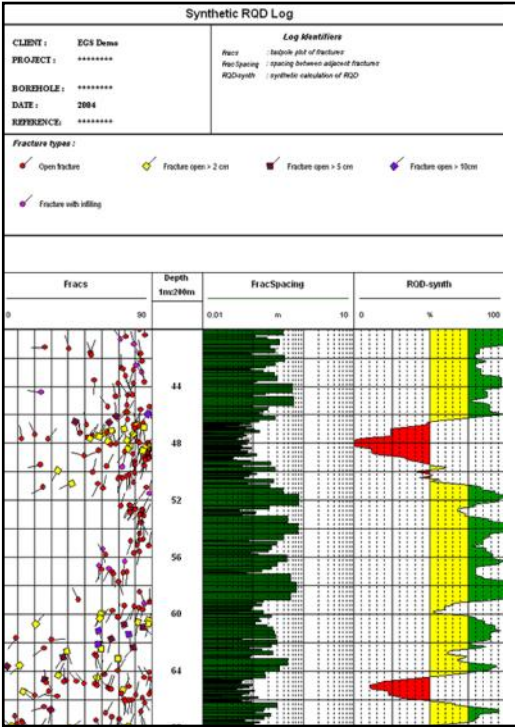 Synthetic RQD Log
CLIENT : EGS Demo
PROJECT : ********
BOREHOLE : ********
DATE : 2004
REFERENCE: ********
Log Identifiers
Fracs : tadpole plot of fractures
FracSpacing : spacing between adjacent fractures
RQD-synth : synthetic calculation of RQD
Fracture types :
Open fracture
Fracture open > 2 cm
Fracture open > 5 cm
Fracture open > 10cm
Fracture with infilling
Fracs
0 30
Depth
1m:200m
FracSpacing
0.01 m 10
RQD-synth
0 % 100
44
48
52
56
60
64